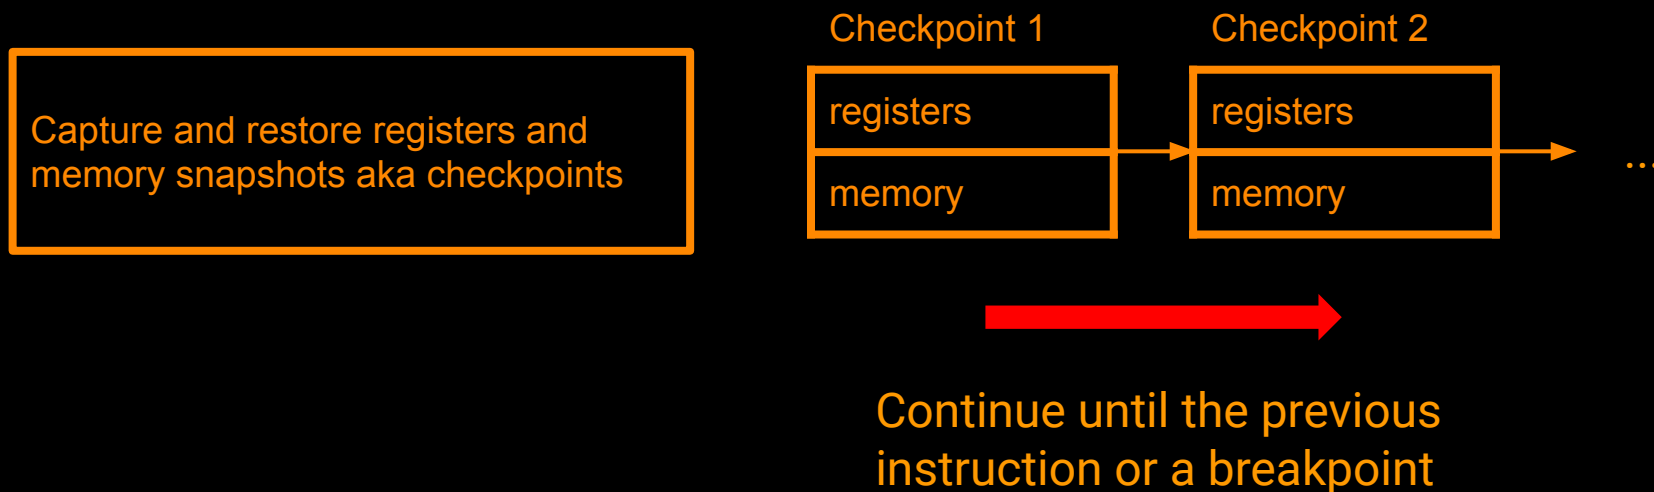 Capture and restore registers and
memory snapshots aka checkpoints
Checkpoint 1
registers
memory
Checkpoint 2
registers
memory
...
Continue until the previous
instruction or a breakpoint